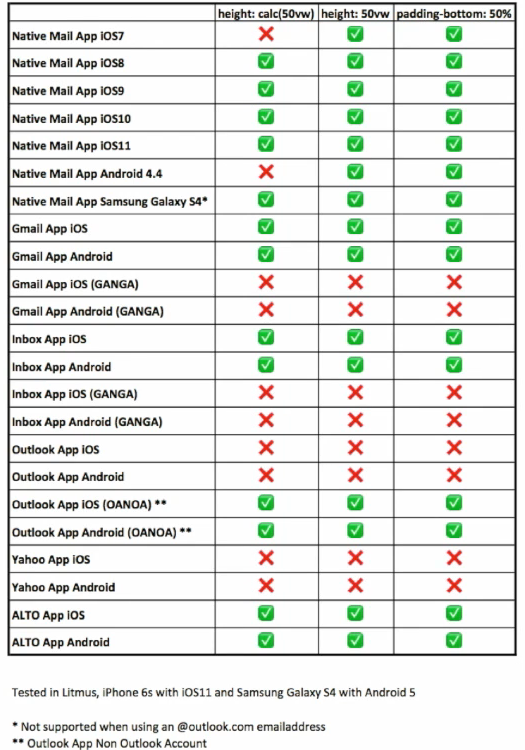 height: calc(50vw) height: 50vw padding-bottom: 50%
Native Mail App iOS7 ❌ ✅ ✅
Native Mail App iOS8 ✅ ✅ ✅
Native Mail App iOS9 ✅ ✅ ✅
Native Mail App iOS10 ✅ ✅ ✅
Native Mail App iOS11 ✅ ✅ ✅
Native Mail App Android 4.4 ❌ ✅ ✅
Native Mail App Samsung Galaxy S4* ✅ ✅ ✅
Gmail App iOS ✅ ✅ ✅
Gmail App Android ✅ ✅ ✅
Gmail App iOS (GANGA) ❌ ❌ ❌
Gmail App Android (GANGA) ❌ ❌ ❌
Inbox App iOS ✅ ✅ ✅
Inbox App Android ✅ ✅ ✅
Inbox App iOS (GANGA) ❌ ❌ ❌
Inbox App Android (GANGA) ❌ ❌ ❌
Outlook App iOS ❌ ❌ ❌
Outlook App Android ❌ ❌ ❌
Outlook App iOS (OANOA) ** ✅ ✅ ✅
Outlook App Android (OANOA) ** ✅ ✅ ✅
Yahoo App iOS ❌ ❌ ❌
Yahoo App Android ❌ ❌ ❌
ALTO App iOS ✅ ✅ ✅
ALTO App Android ✅ ✅ ✅
Tested in Litmus, iPhone 6s with iOS11 and Samsung Galaxy S4 with Android 5
* Not supported when using an @outlook.com emailaddress
** Outlook App Non Outlook Account